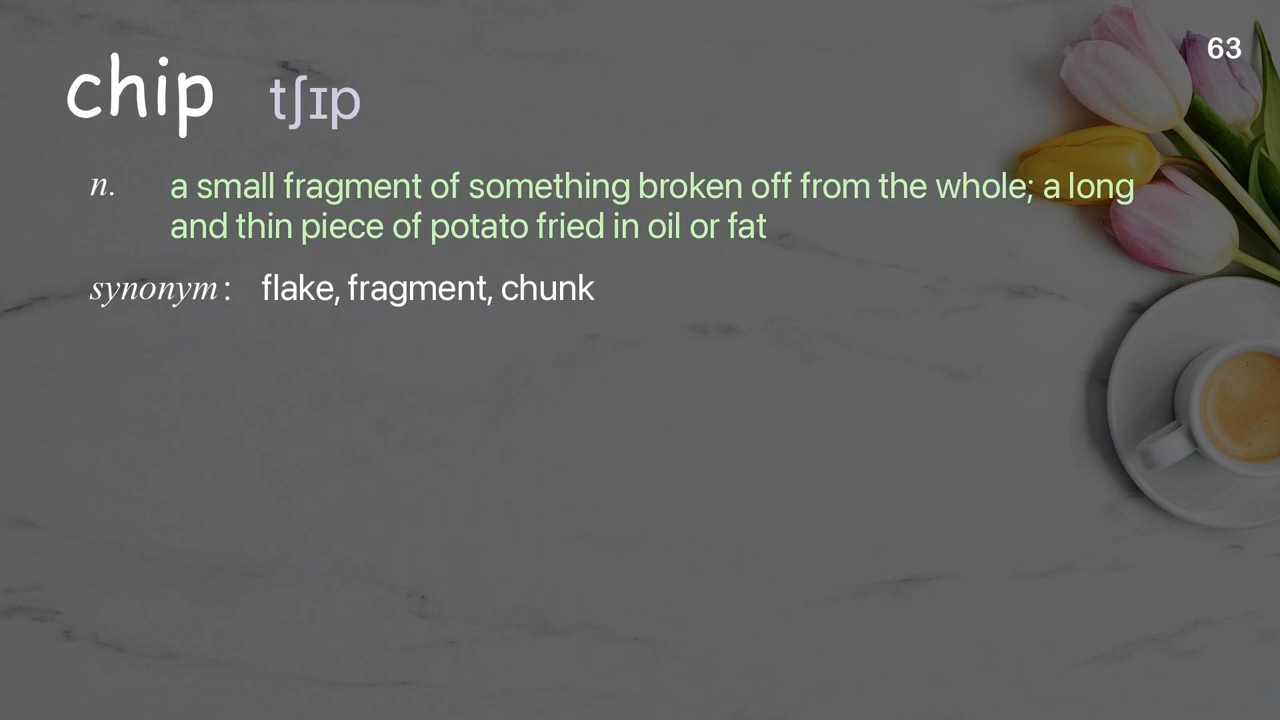 63
chip tʃɪp
n. a small fragment of something broken off from the whole; a long
and thin piece of potato fried in oil or fat
synonym: flake, fragment, chunk